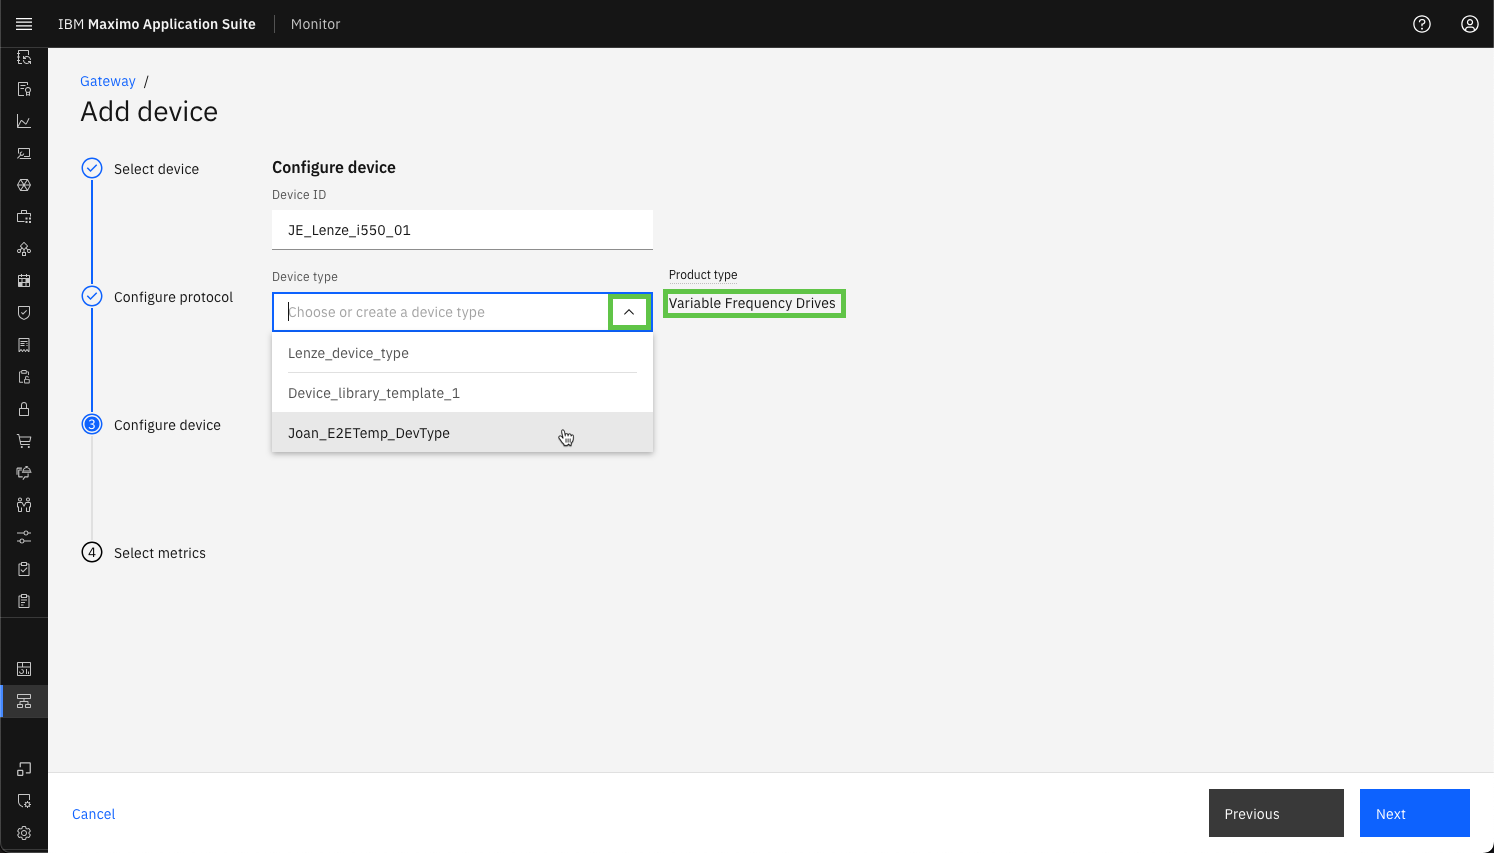 IBM Maximo Application Suite Monitor
Gateway /
Add device
Select device
Configure protocol
3 Configure device
4 Select metrics
Configure device
Device ID
JE_Lenze_i550_01
Device type
Choose or create a device type
Lenze_device_type
Device_library_template_1
Joan_E2ETemp_DevType
Product type
Variable Frequency Drives
Cancel
Previous
Next